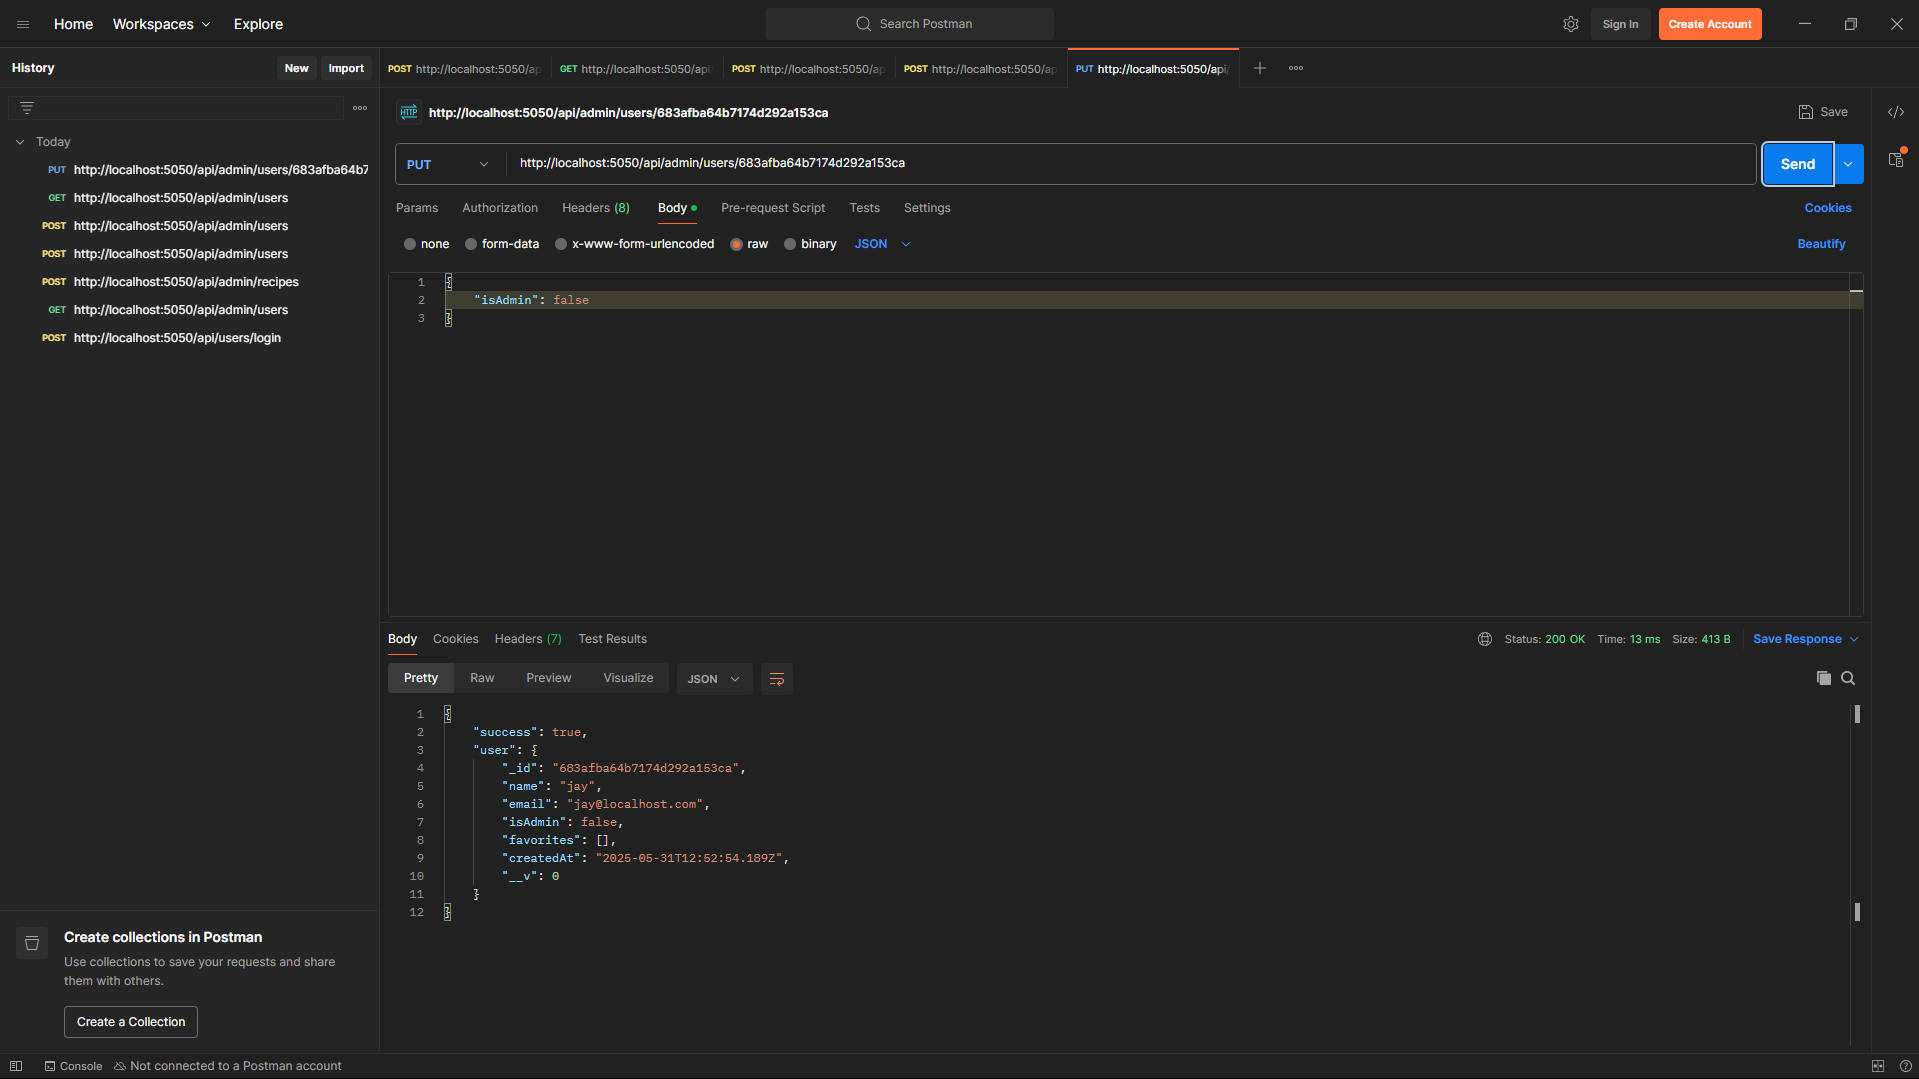 Home Workspaces Explore
Search Postman
Sign In Create Account
History New Import
Today
PUT http://localhost:5050/api/admin/users/683afba64b7
GET http://localhost:5050/api/admin/users
POST http://localhost:5050/api/admin/users
POST http://localhost:5050/api/admin/users
POST http://localhost:5050/api/admin/recipes
GET http://localhost:5050/api/admin/users
POST http://localhost:5050/api/users/login
Create collections in Postman
Use collections to save your requests and share
them with others.
Create a Collection
POST http://localhost:5050/ap GET http://localhost:5050/api/ POST http://localhost:5050/ap POST http://localhost:5050/ap PUT http://localhost:5050/api/
HTTP http://localhost:5050/api/admin/users/683afba64b7174d292a153ca
Save
PUT http://localhost:5050/api/admin/users/683afba64b7174d292a153ca
Send
Params Authorization Headers (8) Body Pre-request Script Tests Settings Cookies
none form-data x-www-form-urlencoded raw binary JSON Beautify
1 {
2 "isAdmin": false
3 }
Body Cookies Headers (7) Test Results
Status: 200 OK Time: 13 ms Size: 413 B Save Response
Pretty Raw Preview Visualize JSON
1 {
2 "success": true,
3 "user": {
4 "_id": "683afba64b7174d292a153ca",
5 "name": "jay",
6 "email": "jay@localhost.com",
7 "isAdmin": false,
8 "favorites": [],
9 "createdAt": "2025-05-31T12:52:54.189Z",
10 "__v": 0
11 }
12 }
Console Not connected to a Postman account